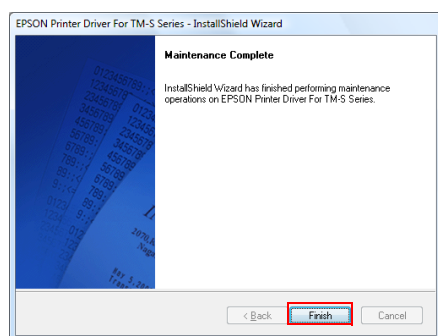 EPSON Printer Driver For TM-S Series - InstallShield Wizard
Maintenance Complete
InstallShield Wizard has finished performing maintenance
operations on EPSON Printer Driver For TM-S Series.
< Back
Finish
Cancel